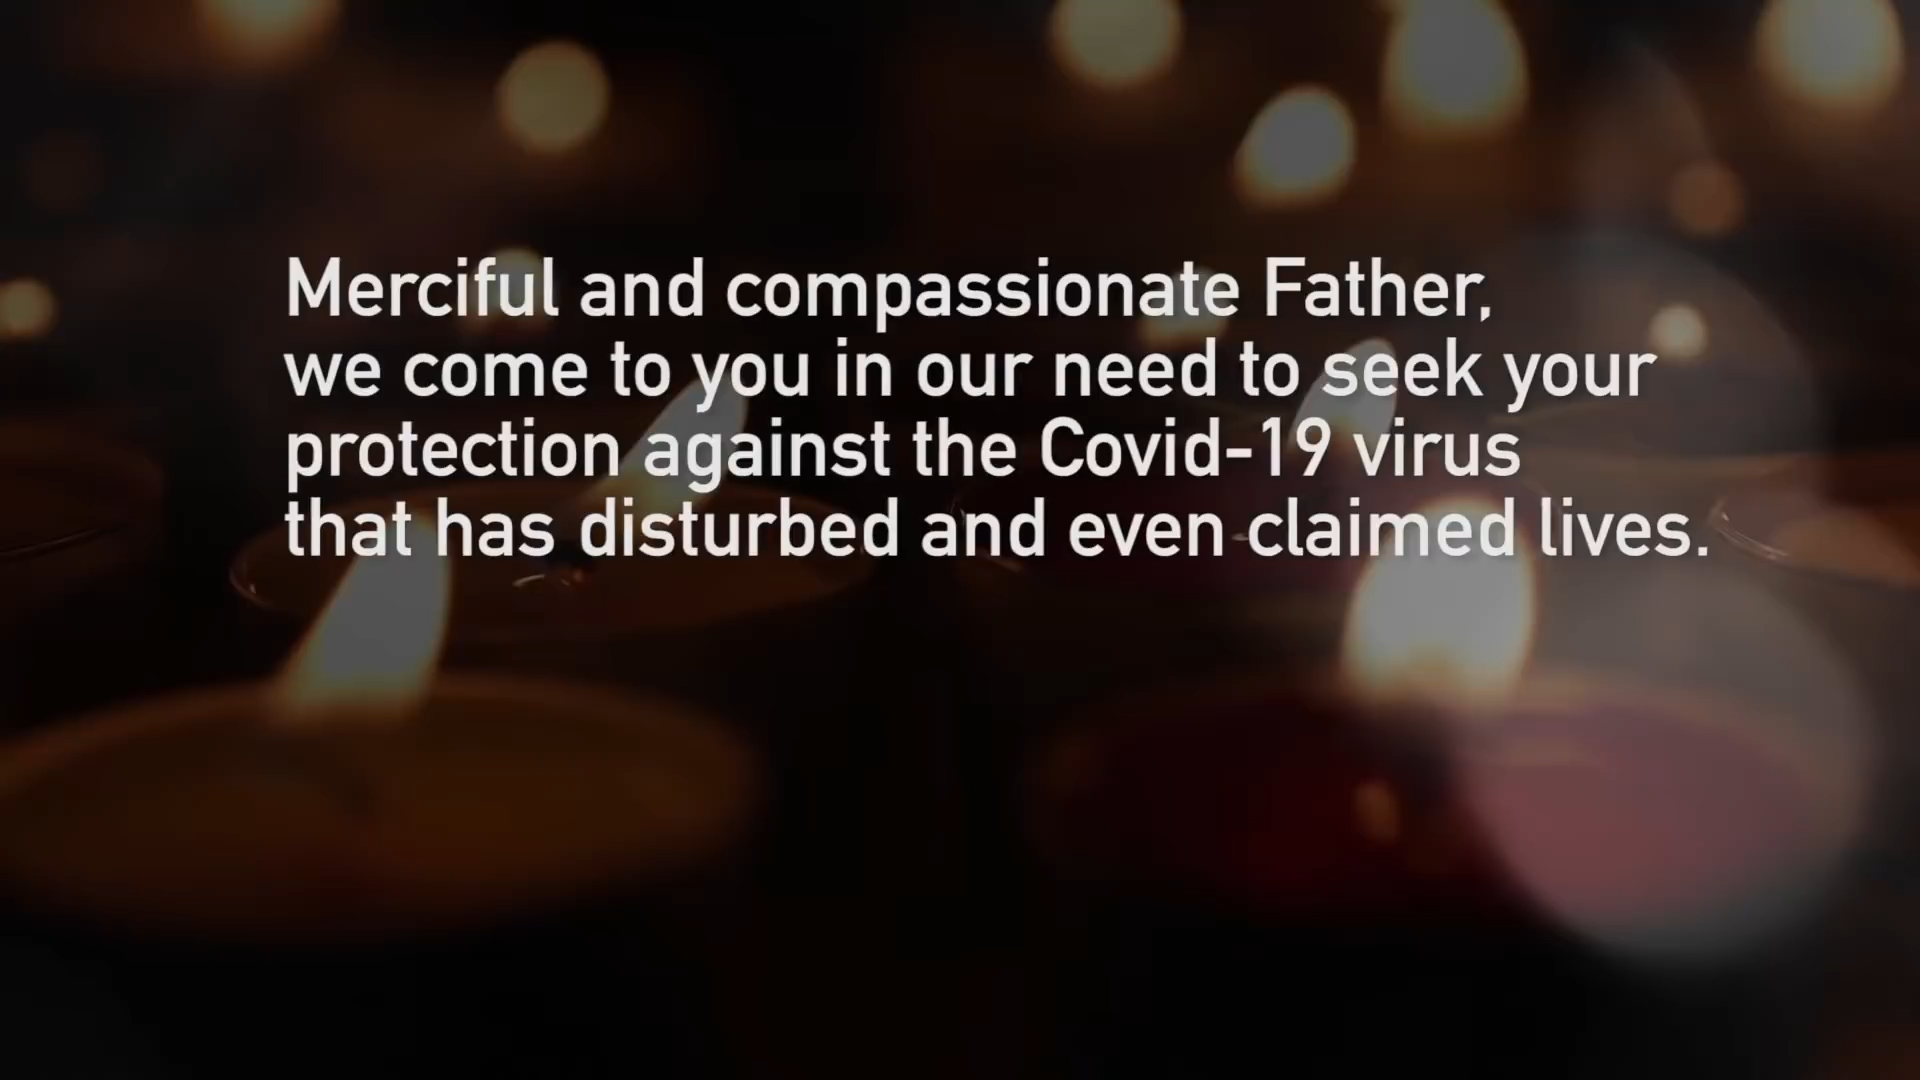 Merciful and compassionate Father,
we come to you in our need to seek your
protection against the Covid-19 virus
that has disturbed and even claimed lives.